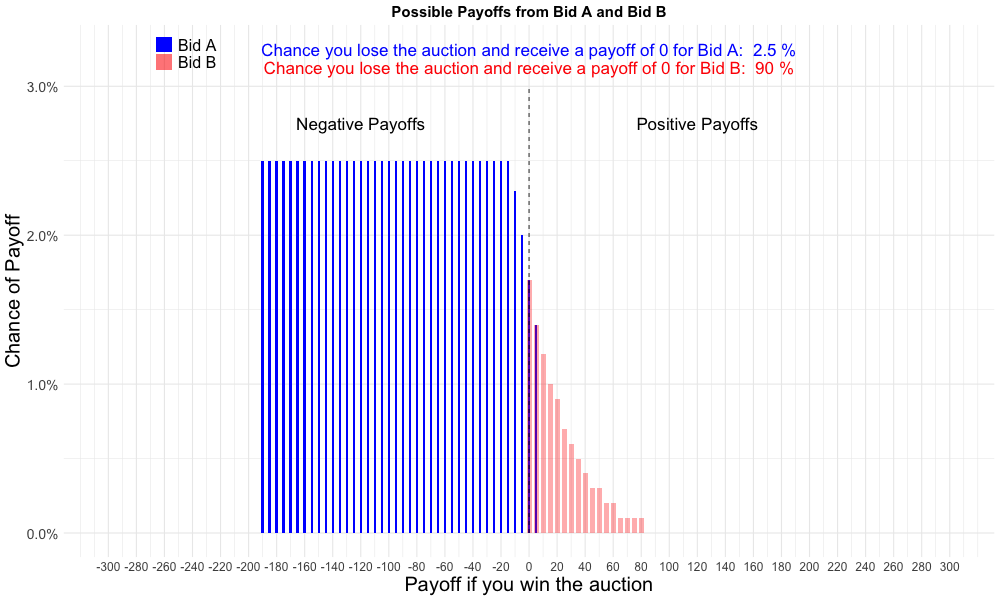 Possible Payoffs from Bid A and Bid B
Bid A
Bid B
Chance you lose the auction and receive a payoff of 0 for Bid A:  2.5 %
Chance you lose the auction and receive a payoff of 0 for Bid B:  90 %
Negative Payoffs
Positive Payoffs
Chance of Payoff
3.0%
2.0%
1.0%
0.0%
-300 -280 -260 -240 -220 -200 -180 -160 -140 -120 -100 -80 -60 -40 -20 0 20 40 60 80 100 120 140 160 180 200 220 240 260 280 300
Payoff if you win the auction